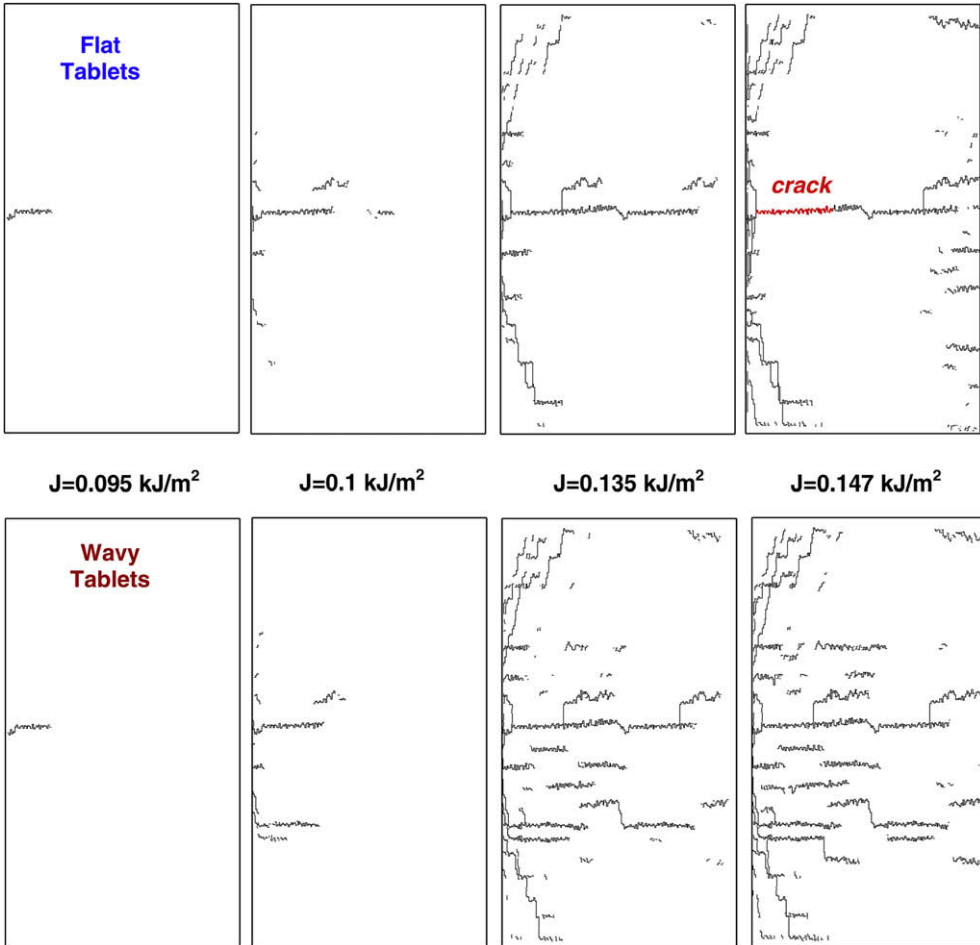 Flat
Tablets
crack
J=0.095 kJ/m²
J=0.1 kJ/m²
J=0.135 kJ/m²
J=0.147 kJ/m²
Wavy
Tablets